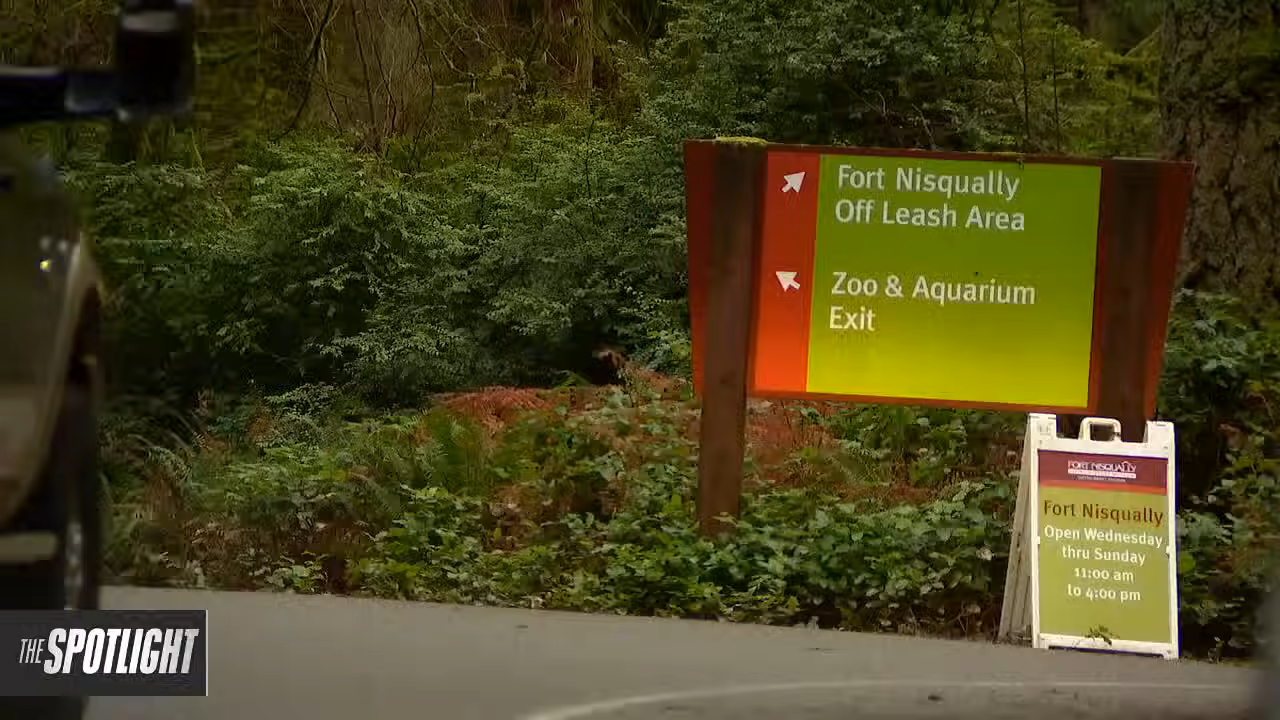 Fort Nisqually
Off Leash Area
Zoo & Aquarium
Exit
FORT NISQUALLY
Fort Nisqually
Open Wednesday
thru Sunday
11:00 am
to 4:00 pm
THE SPOTLIGHT